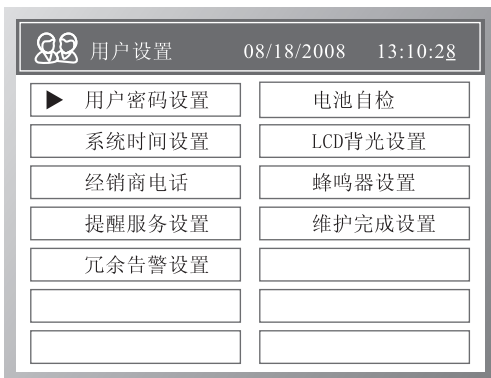 用户设置 08/18/2008 13:10:28
用户密码设置 电池自检
系统时间设置 LCD背光设置
经销商电话 蜂鸣器设置
提醒服务设置 维护完成设置
冗余告警设置